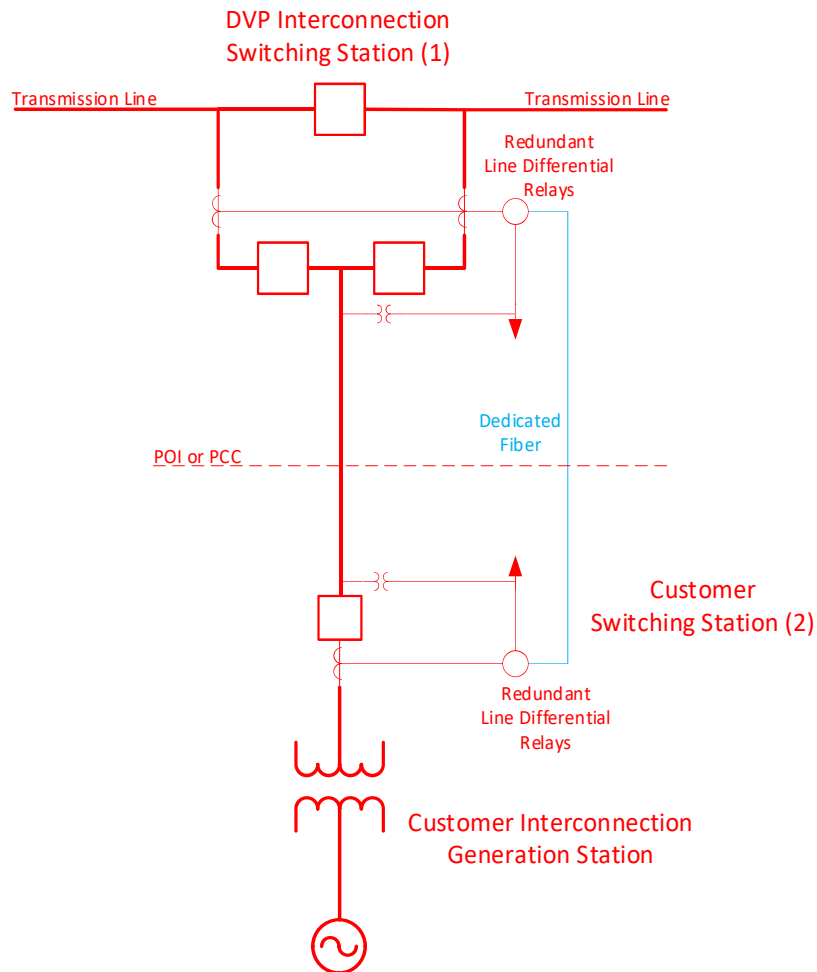 DVP Interconnection
Switching Station (1)
Transmission Line
Transmission Line
Redundant
Line Differential
Relays
Dedicated
Fiber
POI or PCC
Customer
Switching Station (2)
Redundant
Line Differential
Relays
Customer Interconnection
Generation Station